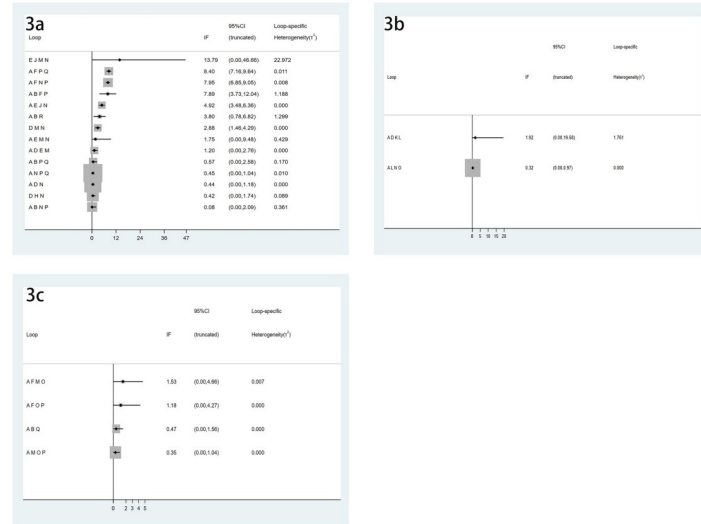 3a
95%CI Loop-specific
Loop IF (truncated) Heterogeneity(τ²)
E J M N 13.79 (0.00,46.66) 22.972
A F P Q 8.40 (7.16,9.64) 0.011
A F N P 7.95 (6.85,9.05) 0.008
A B F P 7.89 (3.73,12.04) 1.188
A E J N 4.92 (3.48,6.36) 0.000
A B R 3.80 (0.78,6.82) 1.299
D M N 2.88 (1.46,4.29) 0.000
A E M N 1.75 (0.00,9.48) 0.429
A D E M 1.20 (0.00,2.76) 0.000
A B P Q 0.57 (0.00,2.58) 0.170
A N P Q 0.45 (0.00,1.04) 0.010
A D N 0.44 (0.00,1.18) 0.000
D H N 0.42 (0.00,1.74) 0.089
A B N P 0.08 (0.00,2.09) 0.361
0 12 24 36 47
3b
95%CI Loop-specific
Loop IF (truncated) Heterogeneity(τ²)
A D K L 1.92 (0.00,19.50) 1.761
A L N O 0.32 (0.00,0.97) 0.000
0 5 10 15 20
3c
95%CI Loop-specific
Loop IF (truncated) Heterogeneity(τ²)
A F M O 1.53 (0.00,4.66) 0.007
A F O P 1.18 (0.00,4.27) 0.000
A B Q 0.47 (0.00,1.56) 0.000
A M O P 0.35 (0.00,1.04) 0.000
0 2 3 4 5